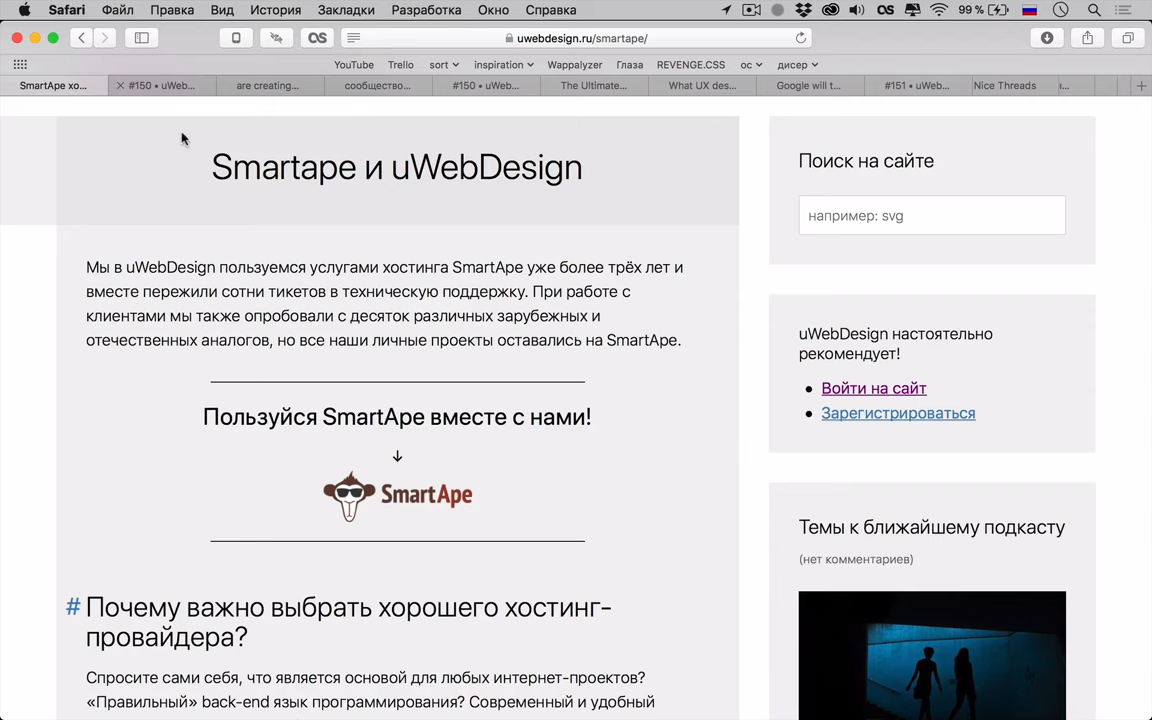 Safari Файл Правка Вид История Закладки Разработка Окно Справка
99 %
uwebdesign.ru/smartape/
YouTube Trello sort inspiration Wappalyzer Глаза REVENGE.CSS ос дисер
SmartApe хо... #150 • uWeb... are creating... сообщество... #150 • uWeb... The Ultimate... What UX des... Google will t... #151 • uWeb... Nice Threads
Smartape и uWebDesign
Мы в uWebDesign пользуемся услугами хостинга SmartApe уже более трёх лет и
вместе пережили сотни тикетов в техническую поддержку. При работе с
клиентами мы также опробовали с десяток различных зарубежных и
отечественных аналогов, но все наши личные проекты оставались на SmartApe.
Пользуйся SmartApe вместе с нами!
↓
SmartApe
# Почему важно выбрать хорошего хостинг-
провайдера?
Спросите сами себя, что является основой для любых интернет-проектов?
«Правильный» back-end язык программирования? Современный и удобный
Поиск на сайте
например: svg
uWebDesign настоятельно
рекомендует!
• Войти на сайт
• Зарегистрироваться
Темы к ближайшему подкасту
(нет комментариев)